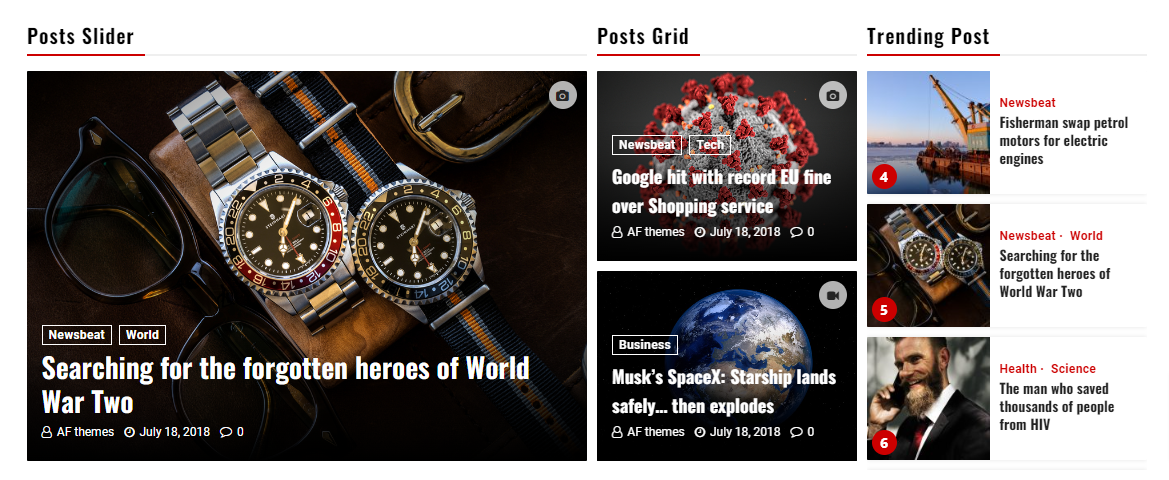 Posts Slider
Newsbeat World
Searching for the forgotten heroes of World
War Two
AF themes July 18, 2018 0
Posts Grid
Newsbeat Tech
Google hit with record EU fine
over Shopping service
AF themes July 18, 2018 0
Business
Musk's SpaceX: Starship lands
safely... then explodes
AF themes July 18, 2018 0
Trending Post
4
Newsbeat
Fisherman swap petrol
motors for electric
engines
5
Newsbeat · World
Searching for the
forgotten heroes of
World War Two
6
Health · Science
The man who saved
thousands of people
from HIV